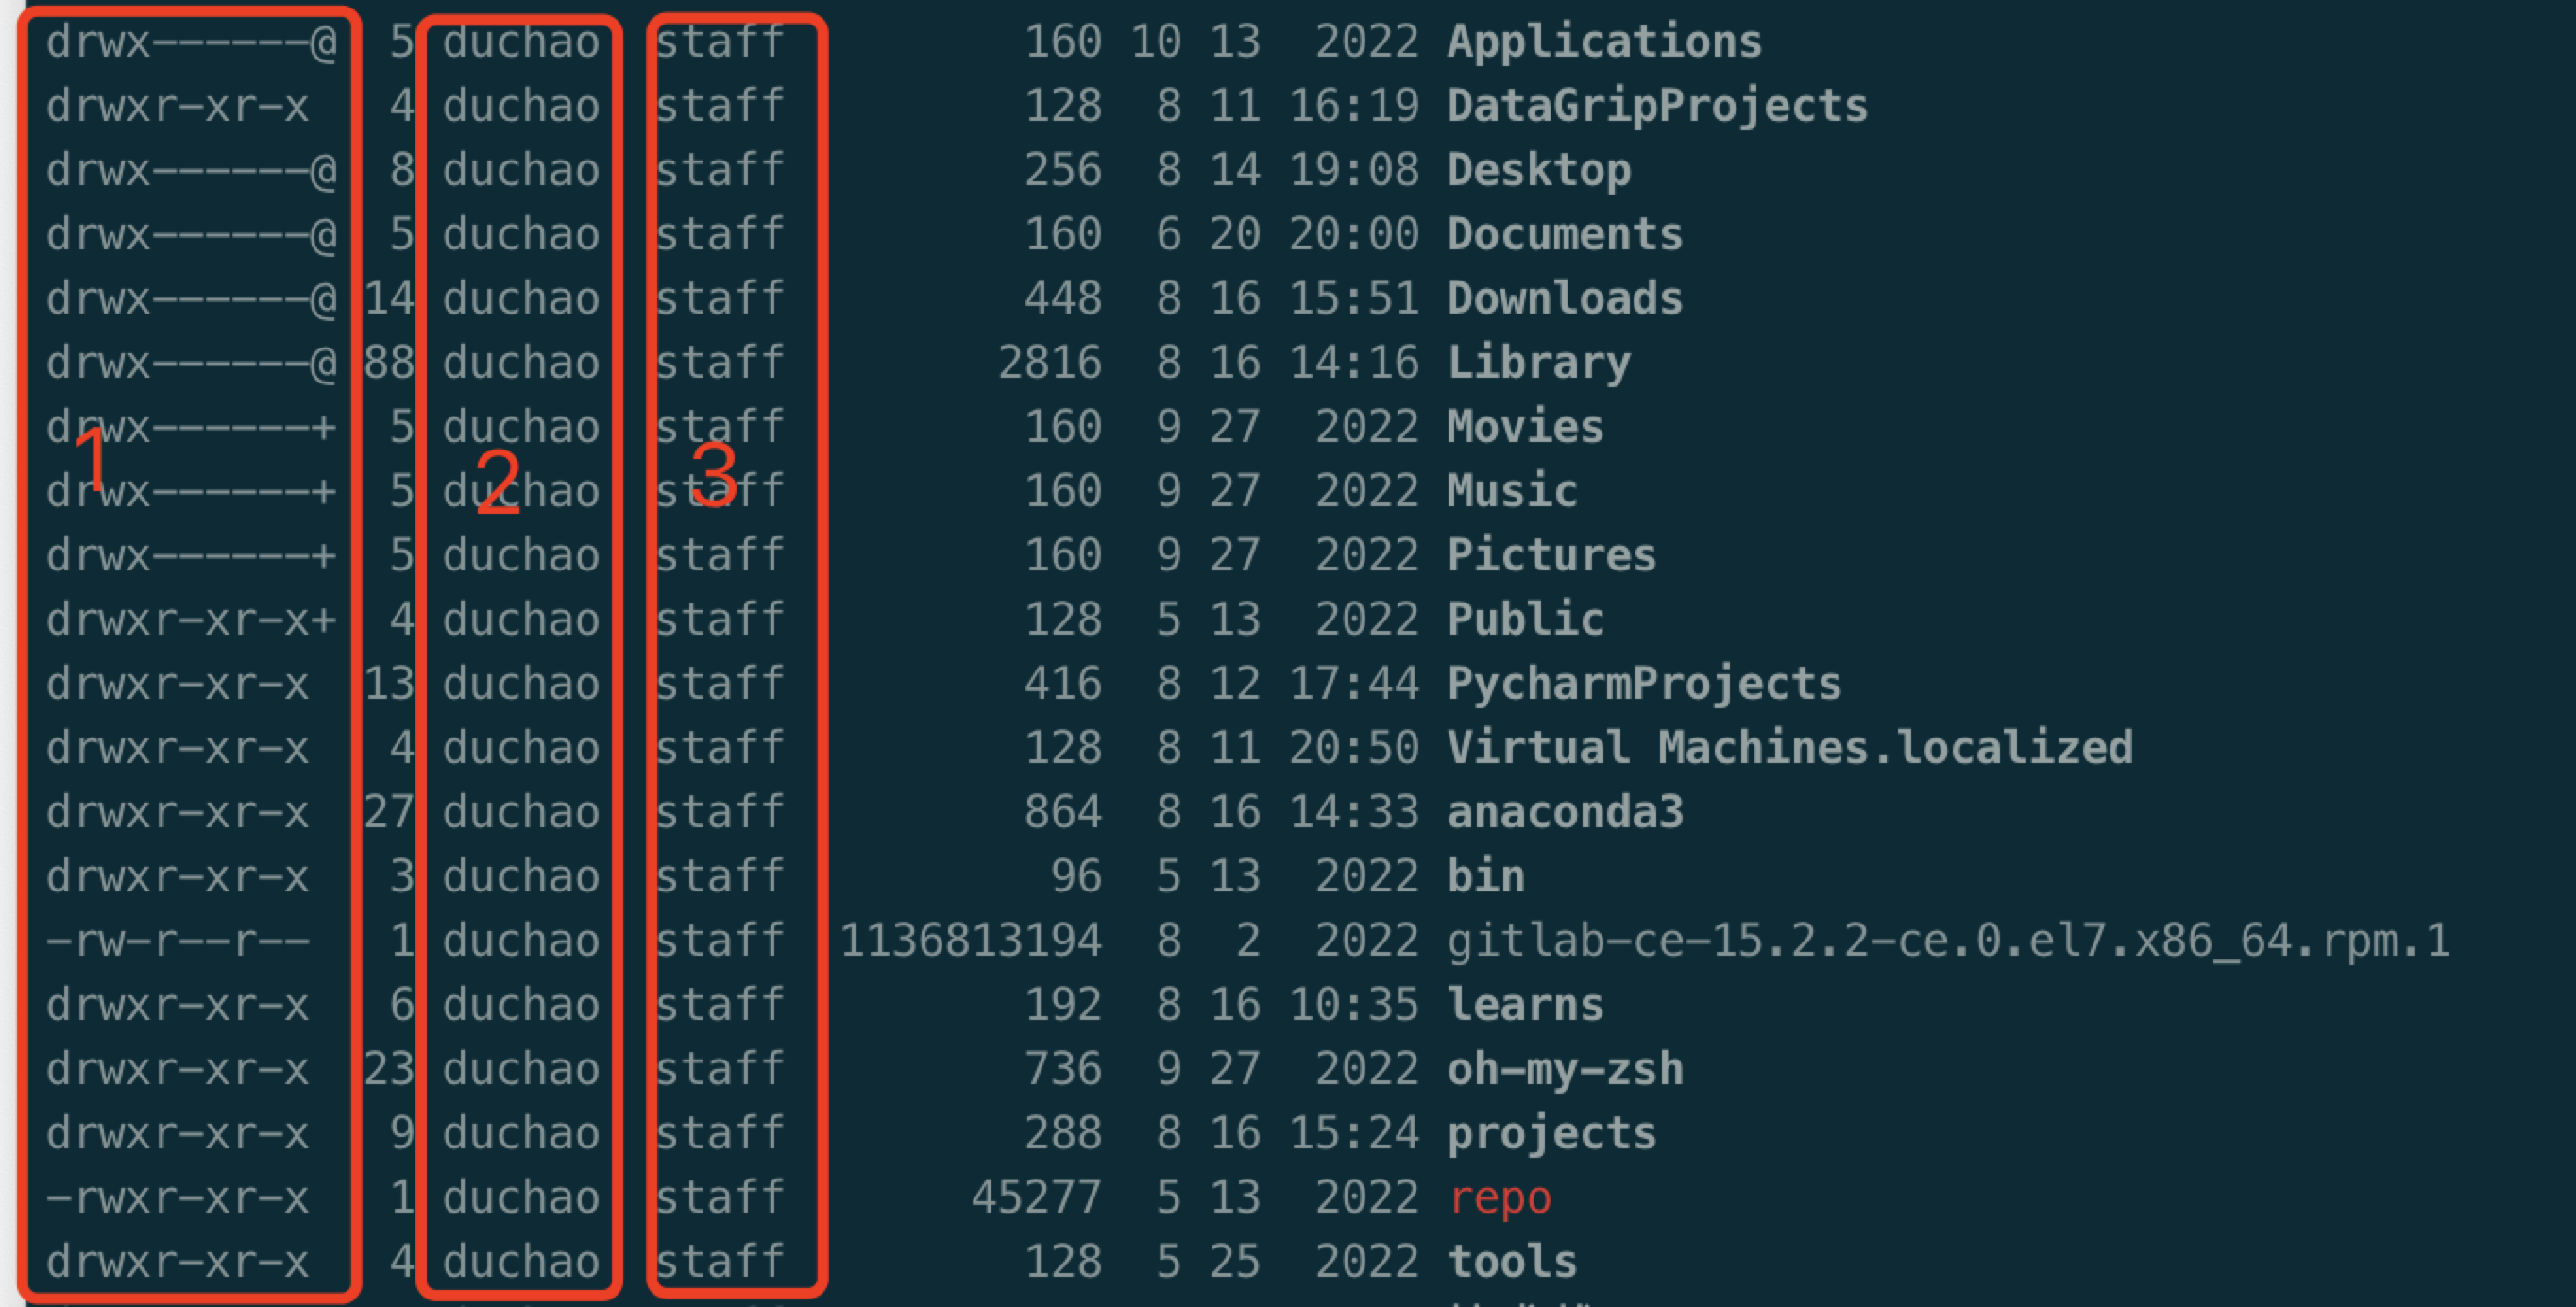 drwx------@ 5 duchao staff 160 10 13 2022 Applications
drwxr-xr-x 4 duchao staff 128 8 11 16:19 DataGripProjects
drwx------@ 8 duchao staff 256 8 14 19:08 Desktop
drwx------@ 5 duchao staff 160 6 20 20:00 Documents
drwx------@ 14 duchao staff 448 8 16 15:51 Downloads
drwx------@ 88 duchao staff 2816 8 16 14:16 Library
drwx------+ 5 duchao staff 160 9 27 2022 Movies
1 2 3
drwx------+ 5 duchao staff 160 9 27 2022 Music
drwx------+ 5 duchao staff 160 9 27 2022 Pictures
drwxr-xr-x+ 4 duchao staff 128 5 13 2022 Public
drwxr-xr-x 13 duchao staff 416 8 12 17:44 PycharmProjects
drwxr-xr-x 4 duchao staff 128 8 11 20:50 Virtual Machines.localized
drwxr-xr-x 27 duchao staff 864 8 16 14:33 anaconda3
drwxr-xr-x 3 duchao staff 96 5 13 2022 bin
-rw-r--r-- 1 duchao staff 1136813194 8 2 2022 gitlab-ce-15.2.2-ce.0.el7.x86_64.rpm.1
drwxr-xr-x 6 duchao staff 192 8 16 10:35 learns
drwxr-xr-x 23 duchao staff 736 9 27 2022 oh-my-zsh
drwxr-xr-x 9 duchao staff 288 8 16 15:24 projects
-rwxr-xr-x 1 duchao staff 45277 5 13 2022 repo
drwxr-xr-x 4 duchao staff 128 5 25 2022 tools